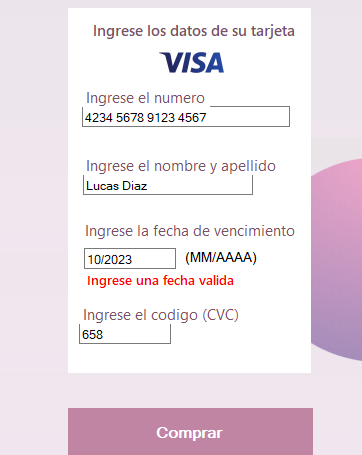 Ingrese los datos de su tarjeta
VISA
Ingrese el numero
4234 5678 9123 4567
Ingrese el nombre y apellido
Lucas Diaz
Ingrese la fecha de vencimiento
10/2023 (MM/AAAA)
Ingrese una fecha valida
Ingrese el codigo (CVC)
658
Comprar